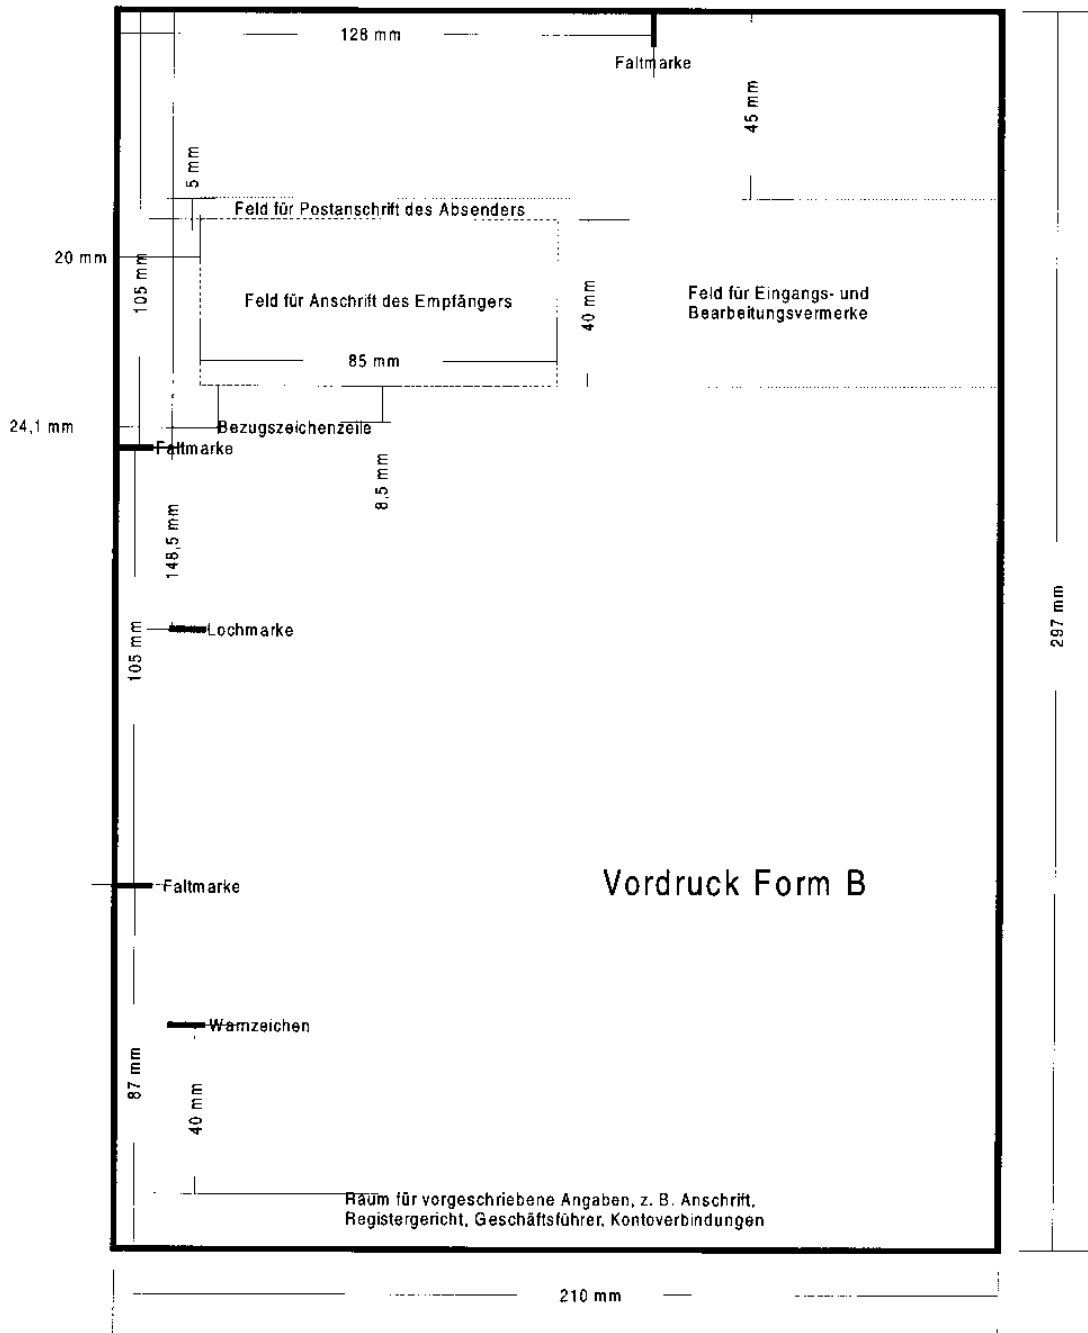 128 mm
Faltmarke
45 mm
5 mm
Feld für Postanschrift des Absenders
20 mm
105 mm
Feld für Anschrift des Empfängers
40 mm
Feld für Eingangs- und
Bearbeitungsvermerke
85 mm
24,1 mm
Bezugszeichenzeile
Faltmarke
8,5 mm
148,5 mm
297 mm
105 mm
Lochmarke
Vordruck Form B
Faltmarke
Warnzeichen
87 mm
40 mm
Raum für vorgeschriebene Angaben, z. B. Anschrift,
Registergericht, Geschäftsführer, Kontoverbindungen
210 mm